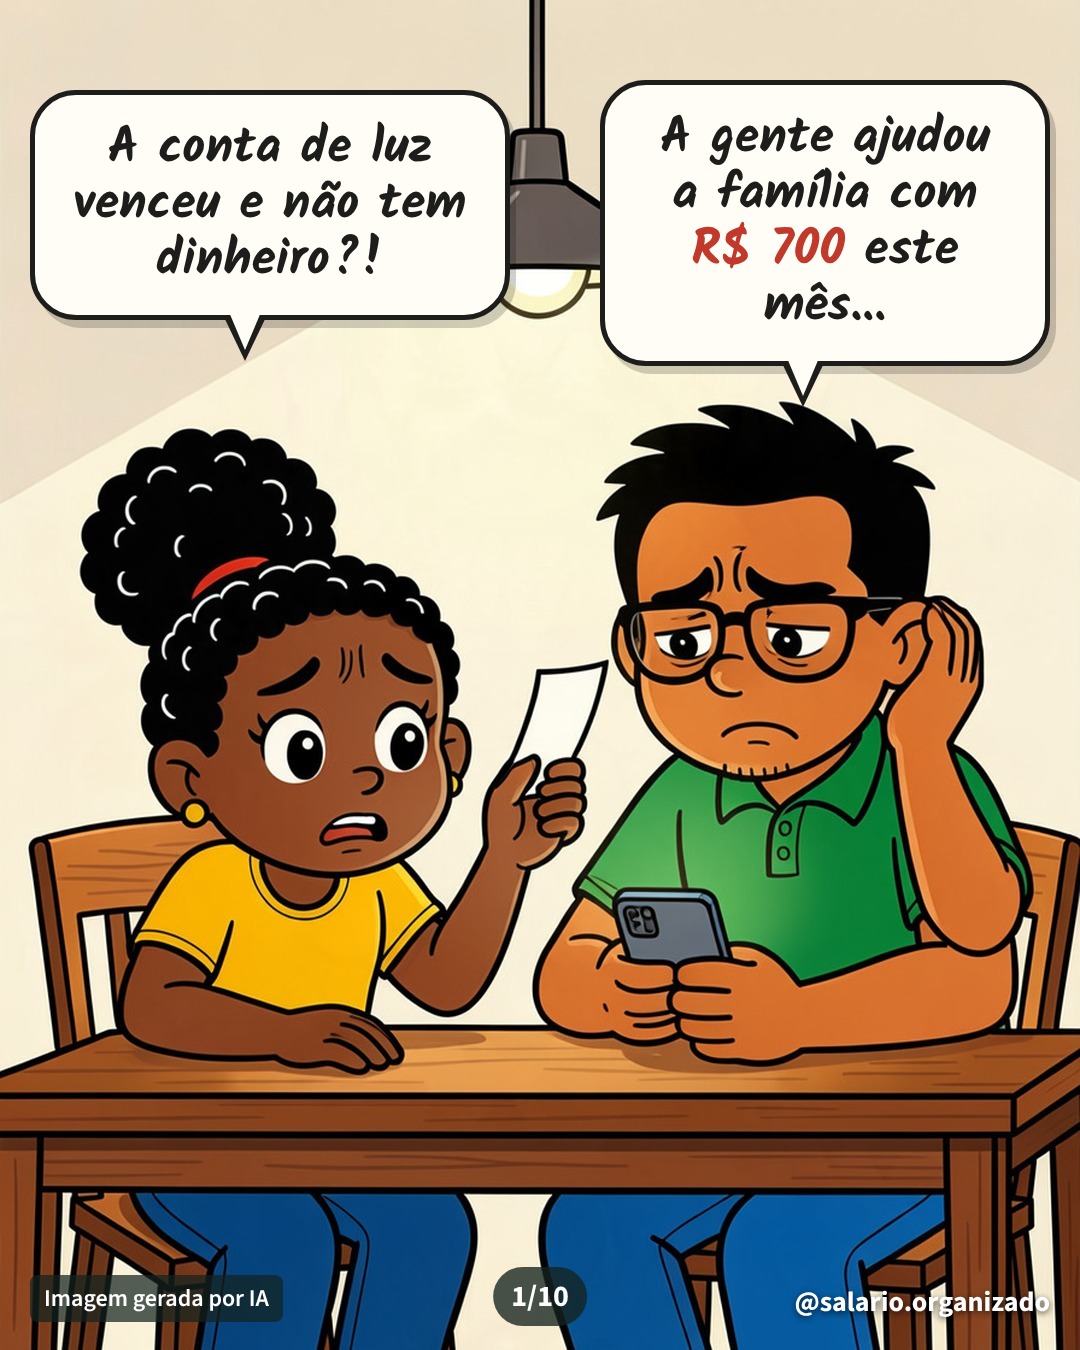 A conta de luz
venceu e não tem
dinheiro?!
A gente ajudou
a família com
R$ 700 este
mês...
Imagem gerada por IA
1/10
@salario.organizado